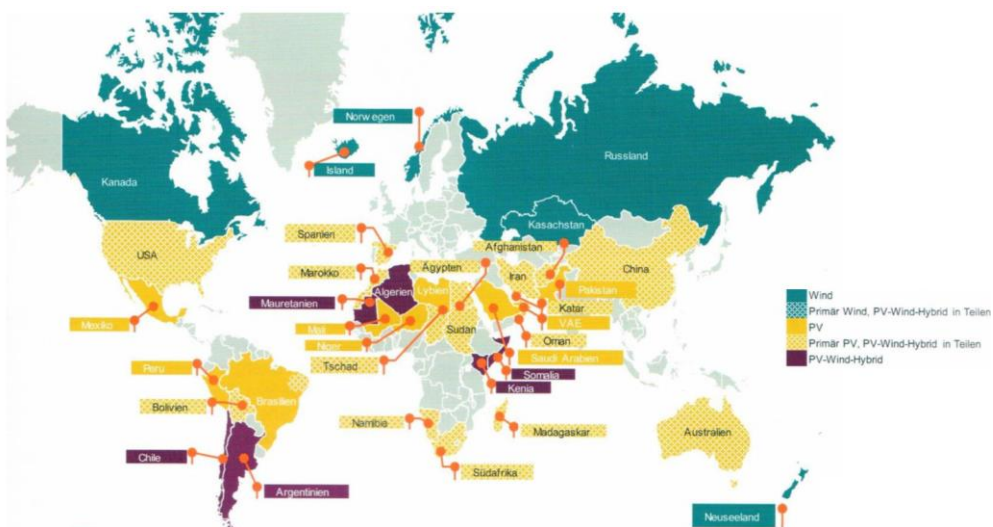 Norwegen
Island
Russland
Kanada
Kasachstan
Spanien
Afghanistan
USA
Marokko
Ägypten
Iran
China
Algerien
Lybien
Pakistan
Mauretanien
Katar
Wind
Primär Wind, PV-Wind-Hybrid in Teilen
PV
Primär PV, PV-Wind-Hybrid in Teilen
PV-Wind-Hybrid
Mexiko
Mali
Sudan
VAE
Niger
Oman
Tschad
Saudi Arabien
Peru
Somalia
Kenia
Bolivien
Brasilien
Namibia
Madagaskar
Australien
Chile
Südafrika
Argentinien
Neuseeland